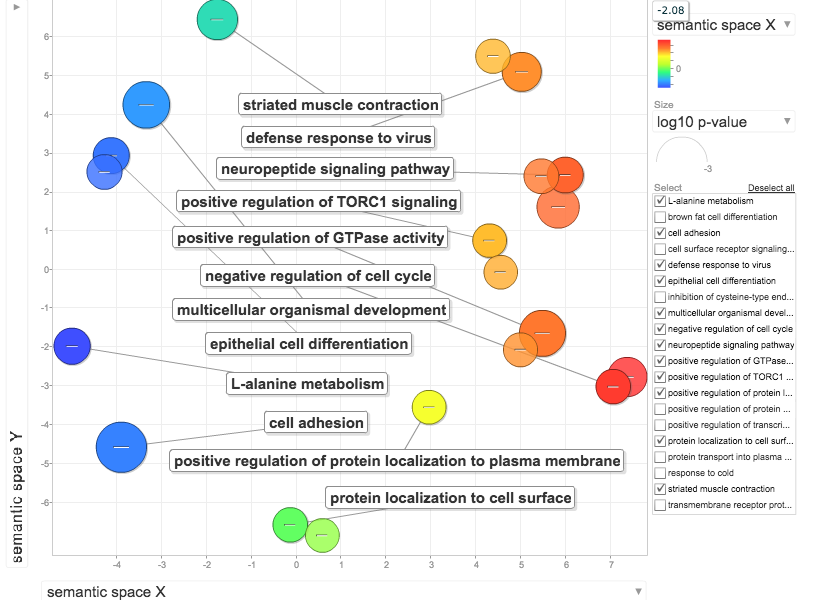 -2.08
semantic space X
0
Size
log10 p-value
-3
Select Deselect all
L-alanine metabolism
brown fat cell differentiation
cell adhesion
cell surface receptor signaling...
defense response to virus
epithelial cell differentiation
inhibition of cysteine-type end...
multicellular organismal devel...
negative regulation of cell cycle
neuropeptide signaling pathway
positive regulation of GTPase...
positive regulation of TORC1 ...
positive regulation of protein l...
positive regulation of protein ...
positive regulation of transcri...
protein localization to cell surf...
protein transport into plasma ...
response to cold
striated muscle contraction
transmembrane receptor prot...
6
5
4
3
2
1
0
-1
-2
-3
-4
-5
-6
semantic space Y
striated muscle contraction
defense response to virus
neuropeptide signaling pathway
positive regulation of TORC1 signaling
positive regulation of GTPase activity
negative regulation of cell cycle
multicellular organismal development
epithelial cell differentiation
L-alanine metabolism
cell adhesion
positive regulation of protein localization to plasma membrane
protein localization to cell surface
-4 -3 -2 -1 0 1 2 3 4 5 6 7
semantic space X